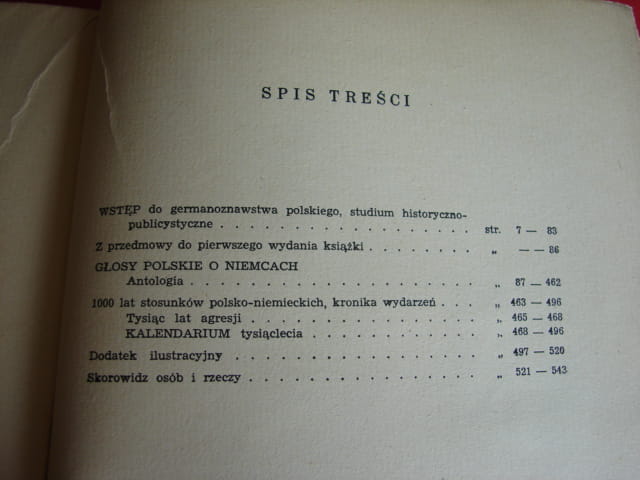 SPIS TREŚCI
WSTĘP do germanoznawstwa polskiego, studium historyczno-
publicystyczne . . . . . . . . . . . . . . . . . . . str. 7 — 83
Z przedmowy do pierwszego wydania książki . . . . . . . . „ — — 86
GŁOSY POLSKIE O NIEMCACH
Antologia . . . . . . . . . . . . . . . . . . . . . „ 87 — 462
1000 lat stosunków polsko-niemieckich, kronika wydarzeń . . . „ 463 — 496
Tysiąc lat agresji . . . . . . . . . . . . . . . . . „ 465 — 468
KALENDARIUM tysiąclecia . . . . . . . . . . . . . „ 468 — 496
Dodatek ilustracyjny . . . . . . . . . . . . . . . . . . „ 497 — 520
Skorowidz osób i rzeczy . . . . . . . . . . . . . . . . . „ 521 — 543